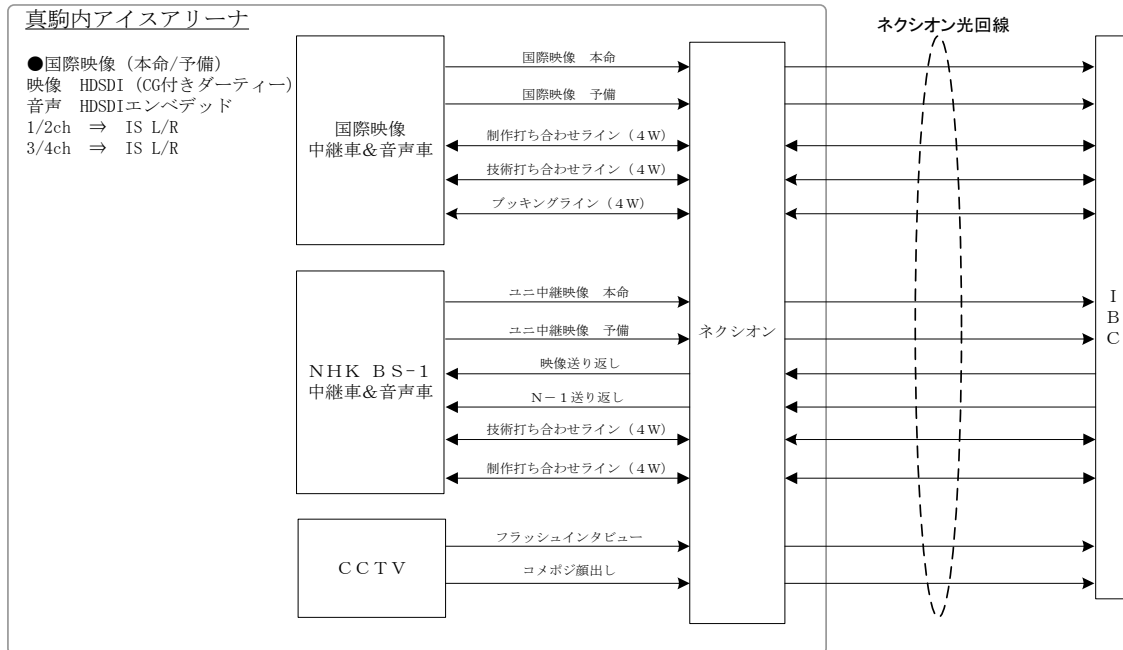 真駒内アイスアリーナ
●国際映像 (本命/予備)
映像 HDSDI (CG付きダーティー)
音声 HDSDIエンベデッド
1/2ch ⇒ IS L/R
3/4ch ⇒ IS L/R
国際映像
中継車&音声車
国際映像 本命
国際映像 予備
制作打ち合わせライン (4W)
技術打ち合わせライン (4W)
ブッキングライン (4W)
NHK BS-1
中継車&音声車
ユニ中継映像 本命
ユニ中継映像 予備
映像送り返し
N-1送り返し
技術打ち合わせライン (4W)
制作打ち合わせライン (4W)
CCTV
フラッシュインタビュー
コメポジ顔出し
ネクシオン
ネクシオン光回線
IBC